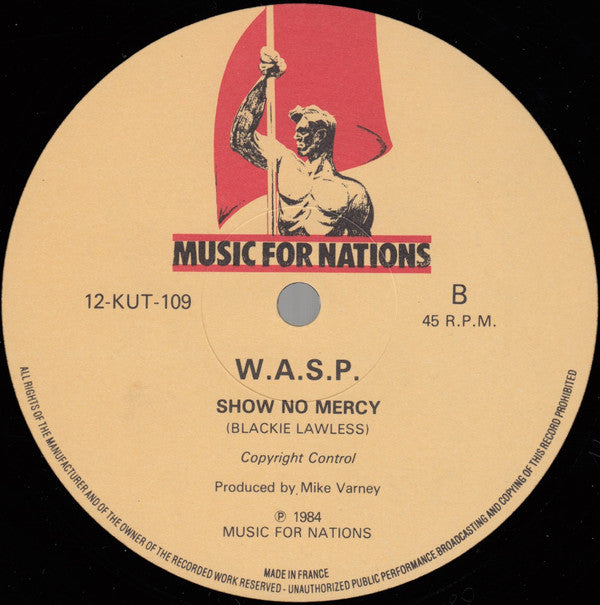 MUSIC FOR NATIONS
12-KUT-109
B
45 R.P.M.
W.A.S.P.
SHOW NO MERCY
(BLACKIE LAWLESS)
Copyright Control
Produced by Mike Varney
℗ 1984
MUSIC FOR NATIONS
MADE IN FRANCE
ALL RIGHTS OF THE MANUFACTURER AND OF THE OWNER OF THE RECORDED WORK RESERVED - UNAUTHORIZED PUBLIC PERFORMANCE BROADCASTING AND COPYING OF THIS RECORD PROHIBITED